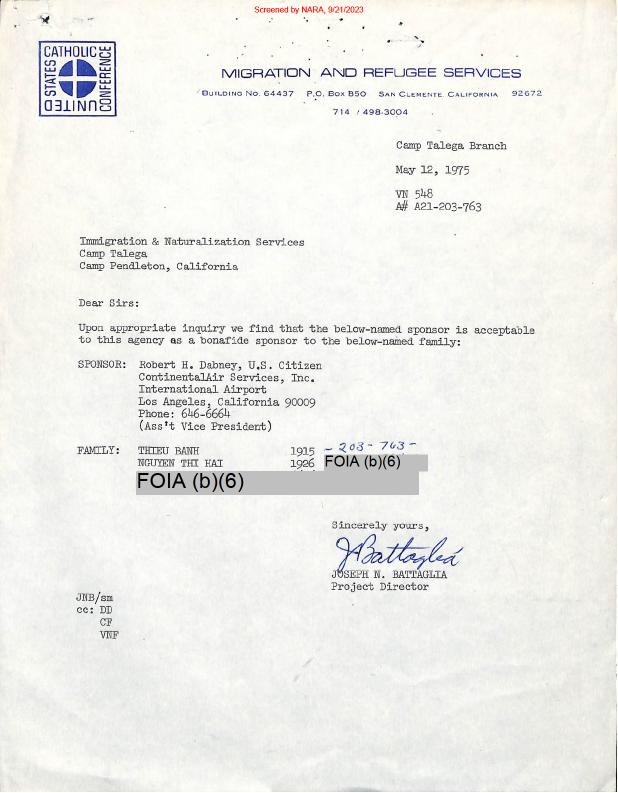 Screened by NARA, 9/21/2023
UNITED STATES CATHOLIC CONFERENCE
MIGRATION AND REFUGEE SERVICES
BUILDING NO. 64437 P.O. BOX B50 SAN CLEMENTE, CALIFORNIA 92672
714 / 498-3004
Camp Talega Branch
May 12, 1975
VN 548
A# A21-203-763
Immigration & Naturalization Services
Camp Talega
Camp Pendleton, California
Dear Sirs:
Upon appropriate inquiry we find that the below-named sponsor is acceptable
to this agency as a bonafide sponsor to the below-named family:
SPONSOR: Robert H. Dabney, U.S. Citizen
ContinentalAir Services, Inc.
International Airport
Los Angeles, California 90009
Phone: 646-6664
(Ass't Vice President)
FAMILY: THIEU BANH 1915 - 203- 763-
NGUYEN THI HAI 1926 FOIA (b)(6)
FOIA (b)(6)
Sincerely yours,
JBattaglia
JOSEPH N. BATTAGLIA
Project Director
JNB/sm
cc: DD
CF
VNF